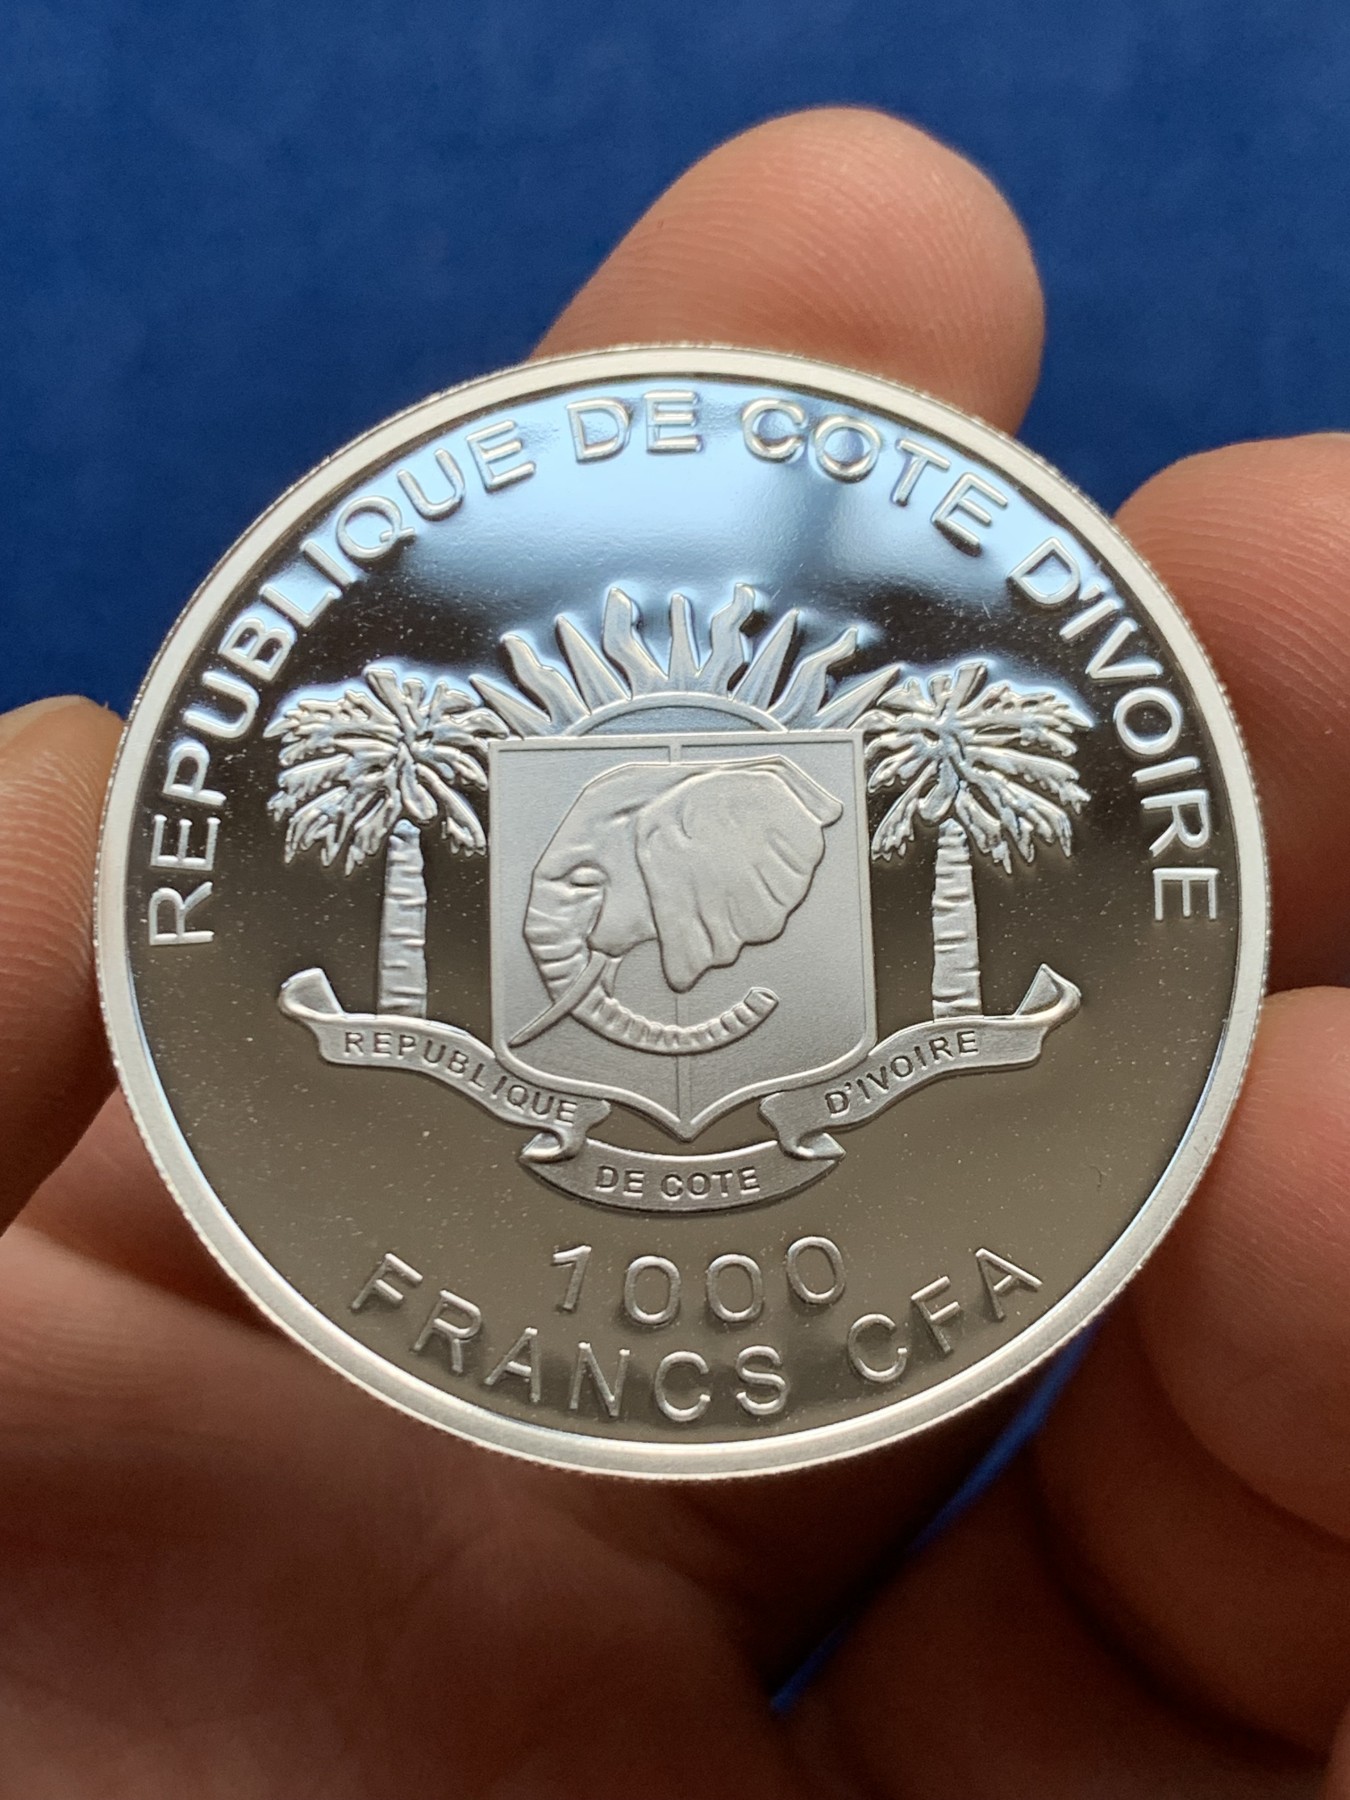 REPUBLIQUE DE COTE D'IVOIRE
REPUBLIQUE DE COTE D'IVOIRE
1000
FRANCS CFA